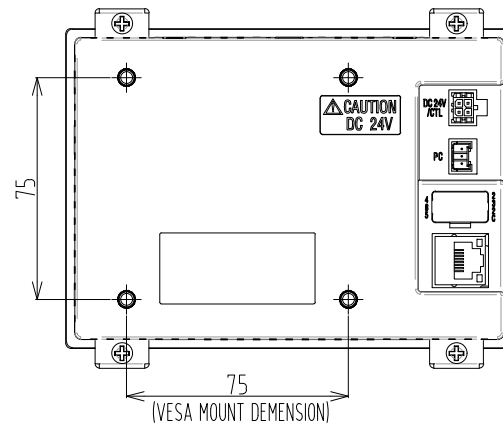 CAUTION
DC 24V
DC 24V
/CTL
PC
75
75
(VESA MOUNT DEMENSION)